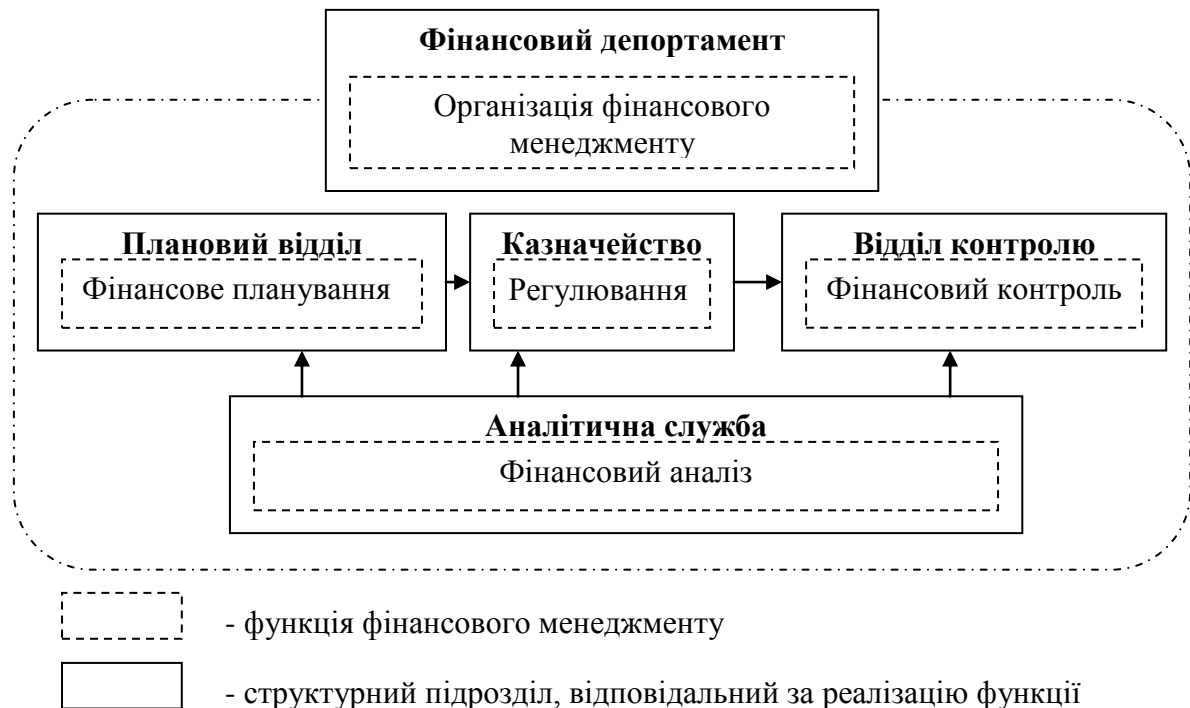 Фінансовий депортамент
Організація фінансового
менеджменту
Плановий відділ
Фінансове планування
Казначейство
Регулювання
Відділ контролю
Фінансовий контроль
Аналітична служба
Фінансовий аналіз
- функція фінансового менеджменту
- структурний підрозділ, відповідальний за реалізацію функції